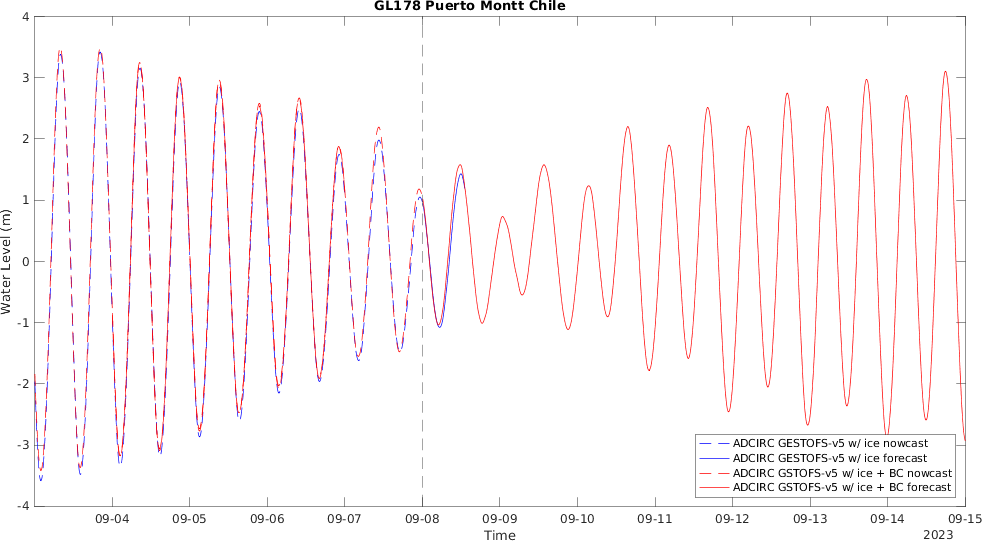 GL178 Puerto Montt Chile
4
3
2
1
0
-1
-2
-3
-4
Water Level (m)
ADCIRC GESTOFS-v5 w/ ice nowcast
ADCIRC GESTOFS-v5 w/ ice forecast
ADCIRC GSTOFS-v5 w/ ice + BC nowcast
ADCIRC GSTOFS-v5 w/ ice + BC forecast
09-04 09-05 09-06 09-07 09-08 09-09 09-10 09-11 09-12 09-13 09-14 09-15
Time
2023